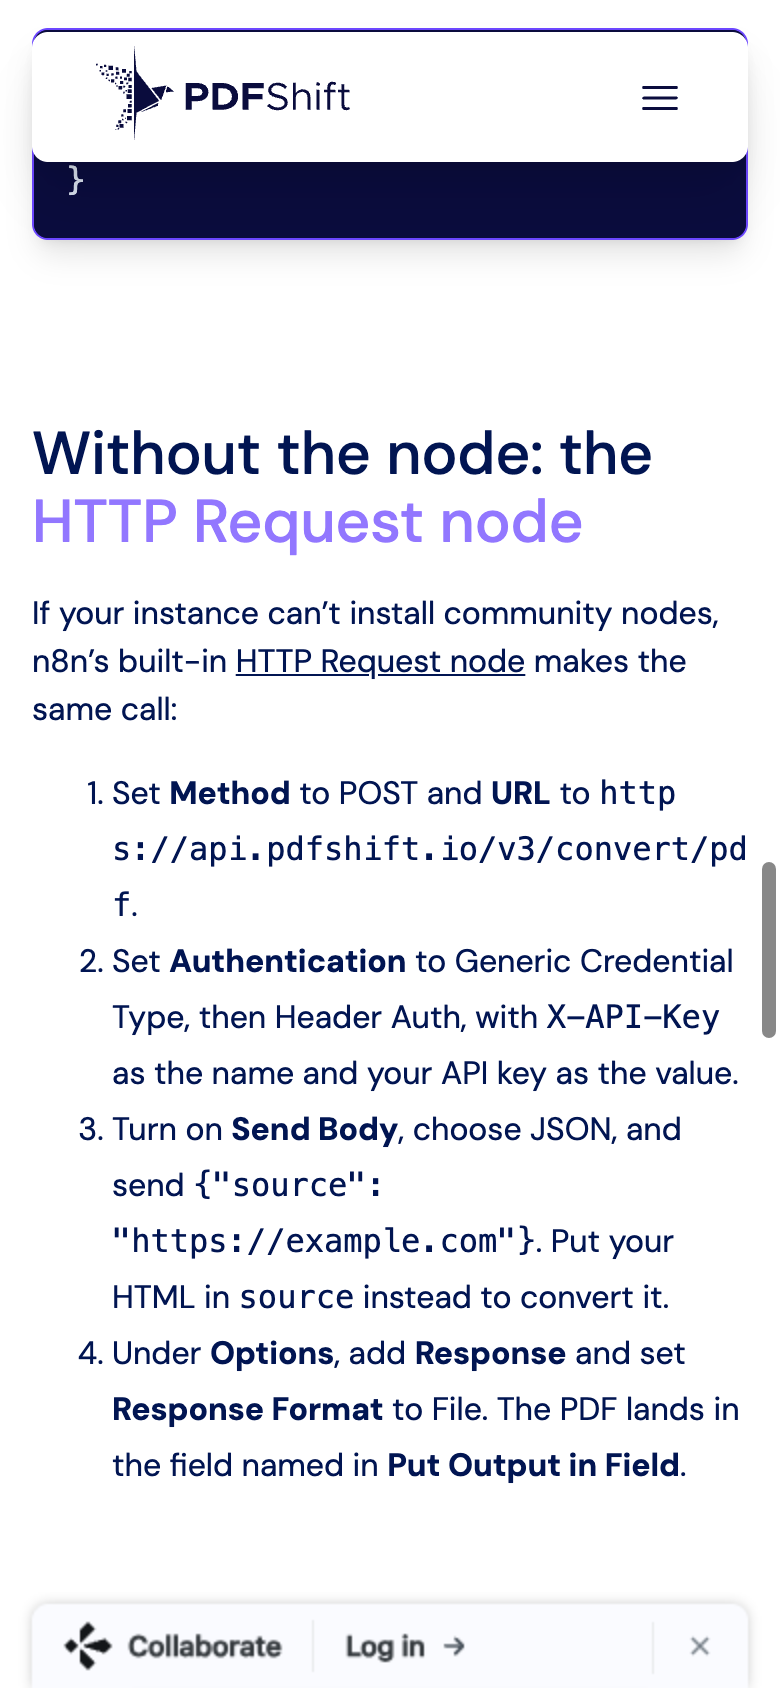 PDFShift
}
Without the node: the
HTTP Request node
If your instance can’t install community nodes,
n8n’s built-in HTTP Request node makes the
same call:
1. Set Method to POST and URL to http
s://api.pdfshift.io/v3/convert/pd
f.
2. Set Authentication to Generic Credential
Type, then Header Auth, with X-API-Key
as the name and your API key as the value.
3. Turn on Send Body, choose JSON, and
send {"source":
"https://example.com"}. Put your
HTML in source instead to convert it.
4. Under Options, add Response and set
Response Format to File. The PDF lands in
the field named in Put Output in Field.
Collaborate Log in → ×